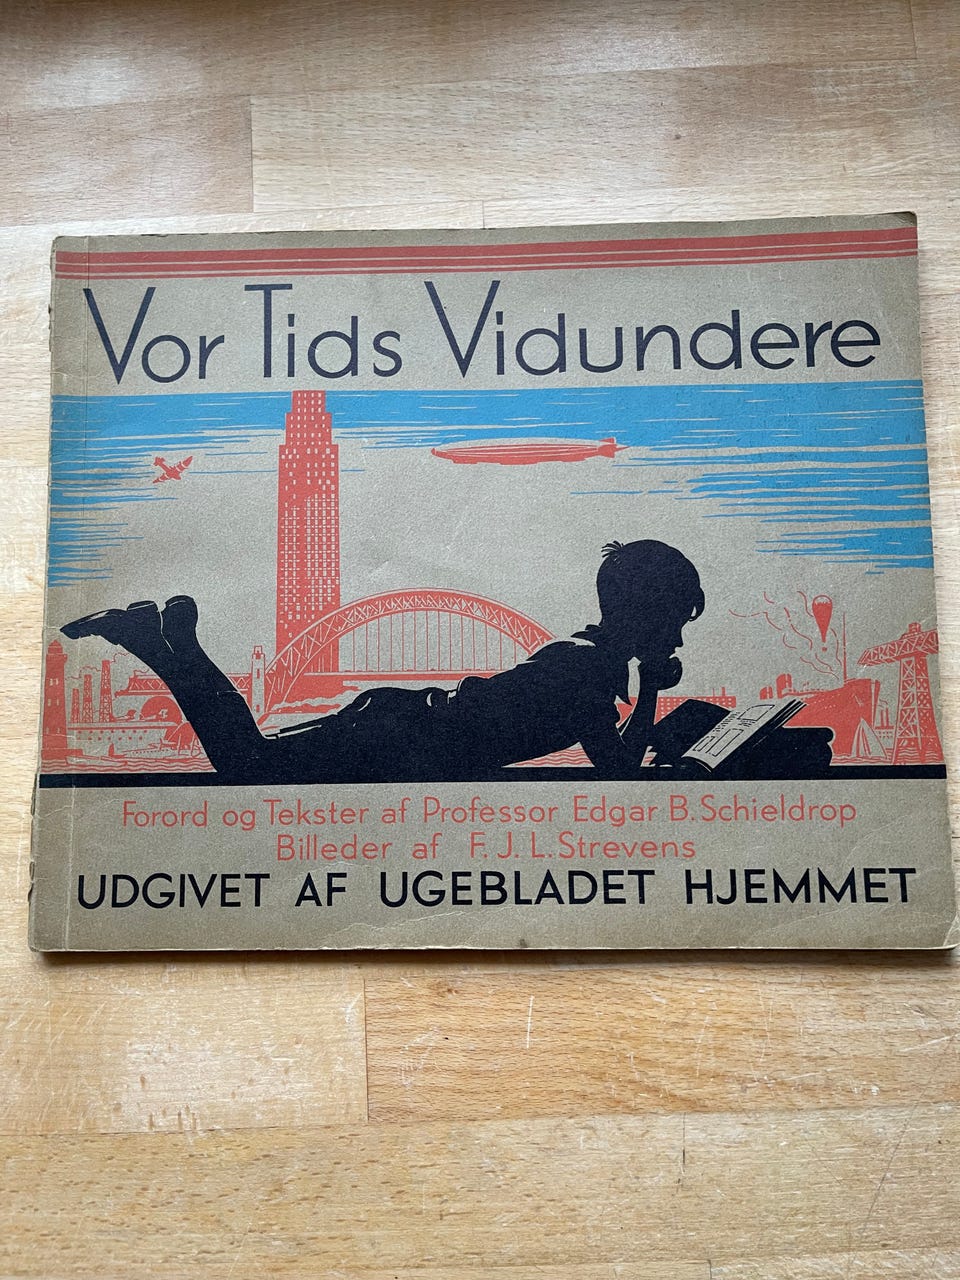 Vor Tids Vidundere
Forord og Tekster af Professor Edgar B. Schieldrop
Billeder af F. J. L. Strevens
UDGIVET AF UGEBLADET HJEMMET